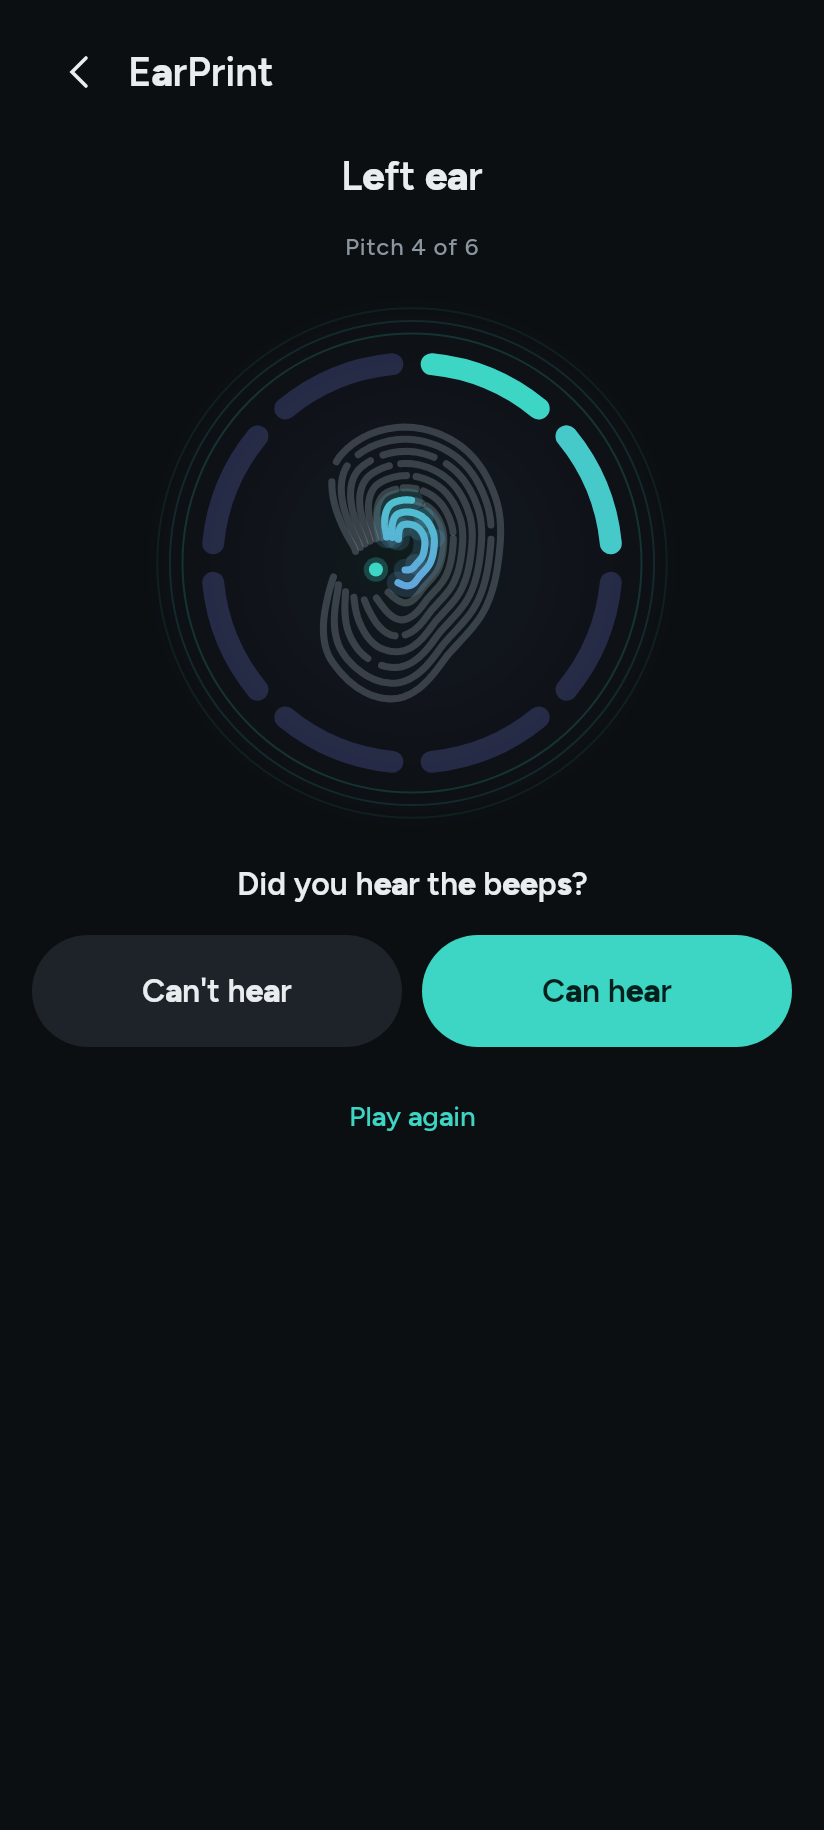 EarPrint
Left ear
Pitch 4 of 6
Did you hear the beeps?
Can't hear
Can hear
Play again